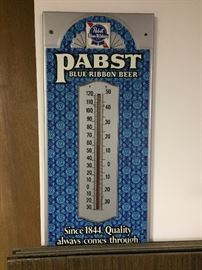 Pabst
Blue Ribbon
PABST
BLUE RIBBON BEER
120 50
110
100 40
90 30
80
70 20
60
50 10
40
30 0
20
10 10
0
10 20
20
30 30
Since 1844. Quality
always comes through